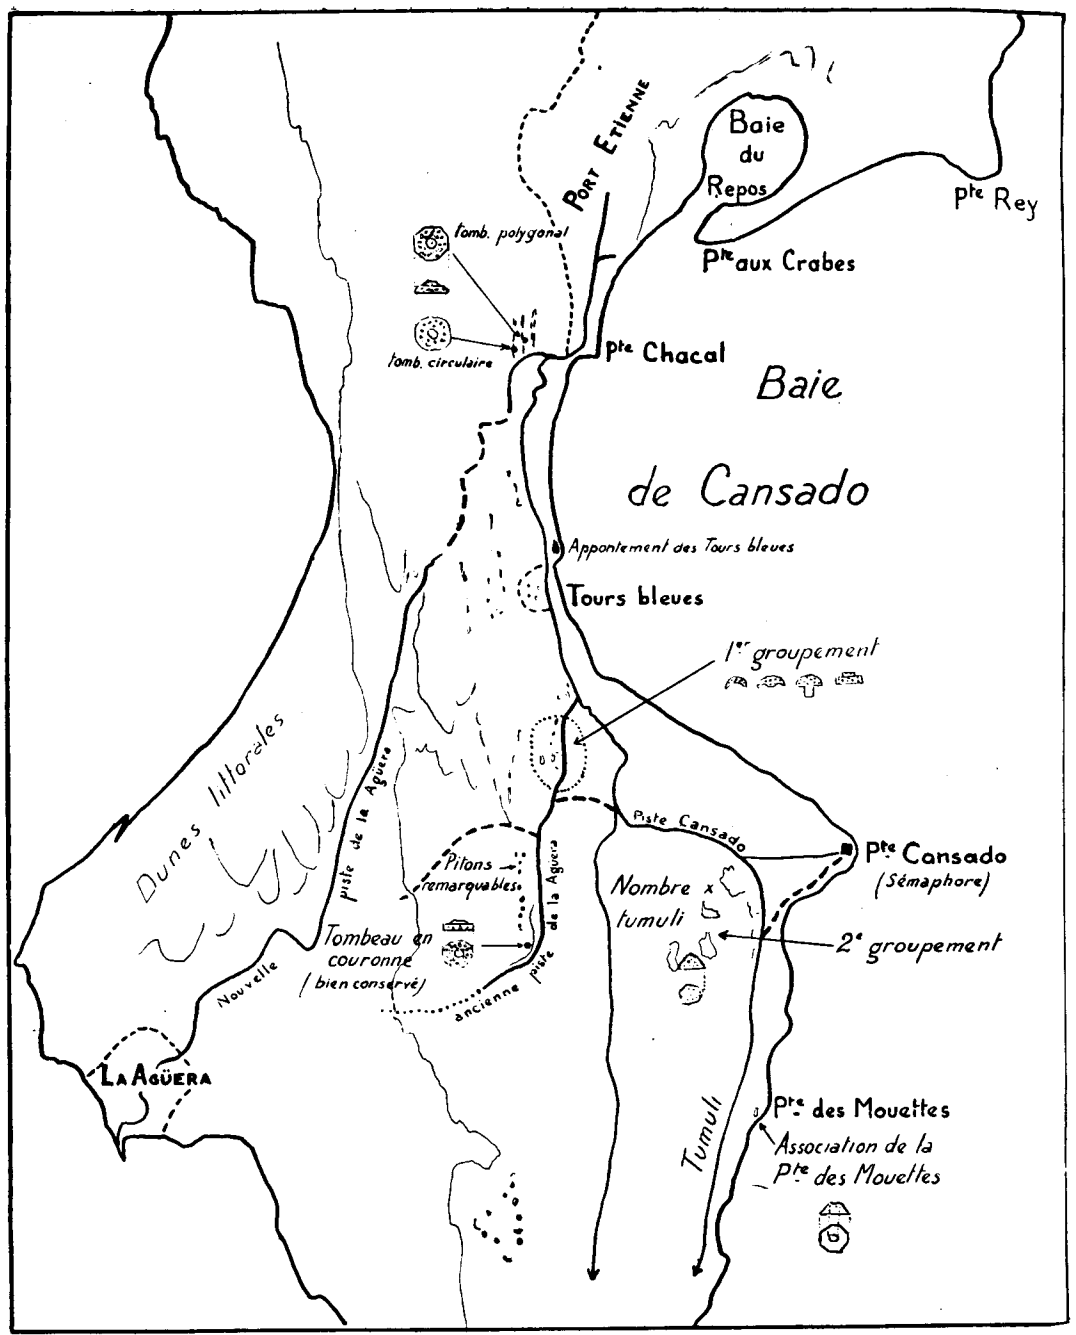 PORT ETIENNE
Baie
du
Repos
Pte Rey
Pte aux Crabes
tomb. polygonal
tomb. circulaire
Pte Chacal
Baie
de Cansado
Appontement des Tours bleues
Tours bleues
1er groupement
Dunes littorales
piste de la Agüera
Nouvelle
Piste Cansado
Pte Cansado
(Sémaphore)
Pitons
remarquables
de la Agüera
piste
ancienne
Nombre x
tumuli
2e groupement
Tombeau en
couronne
(bien conservé)
LA AGÜERA
Tumuli
Pte des Mouettes
Association de la
Pte des Mouettes